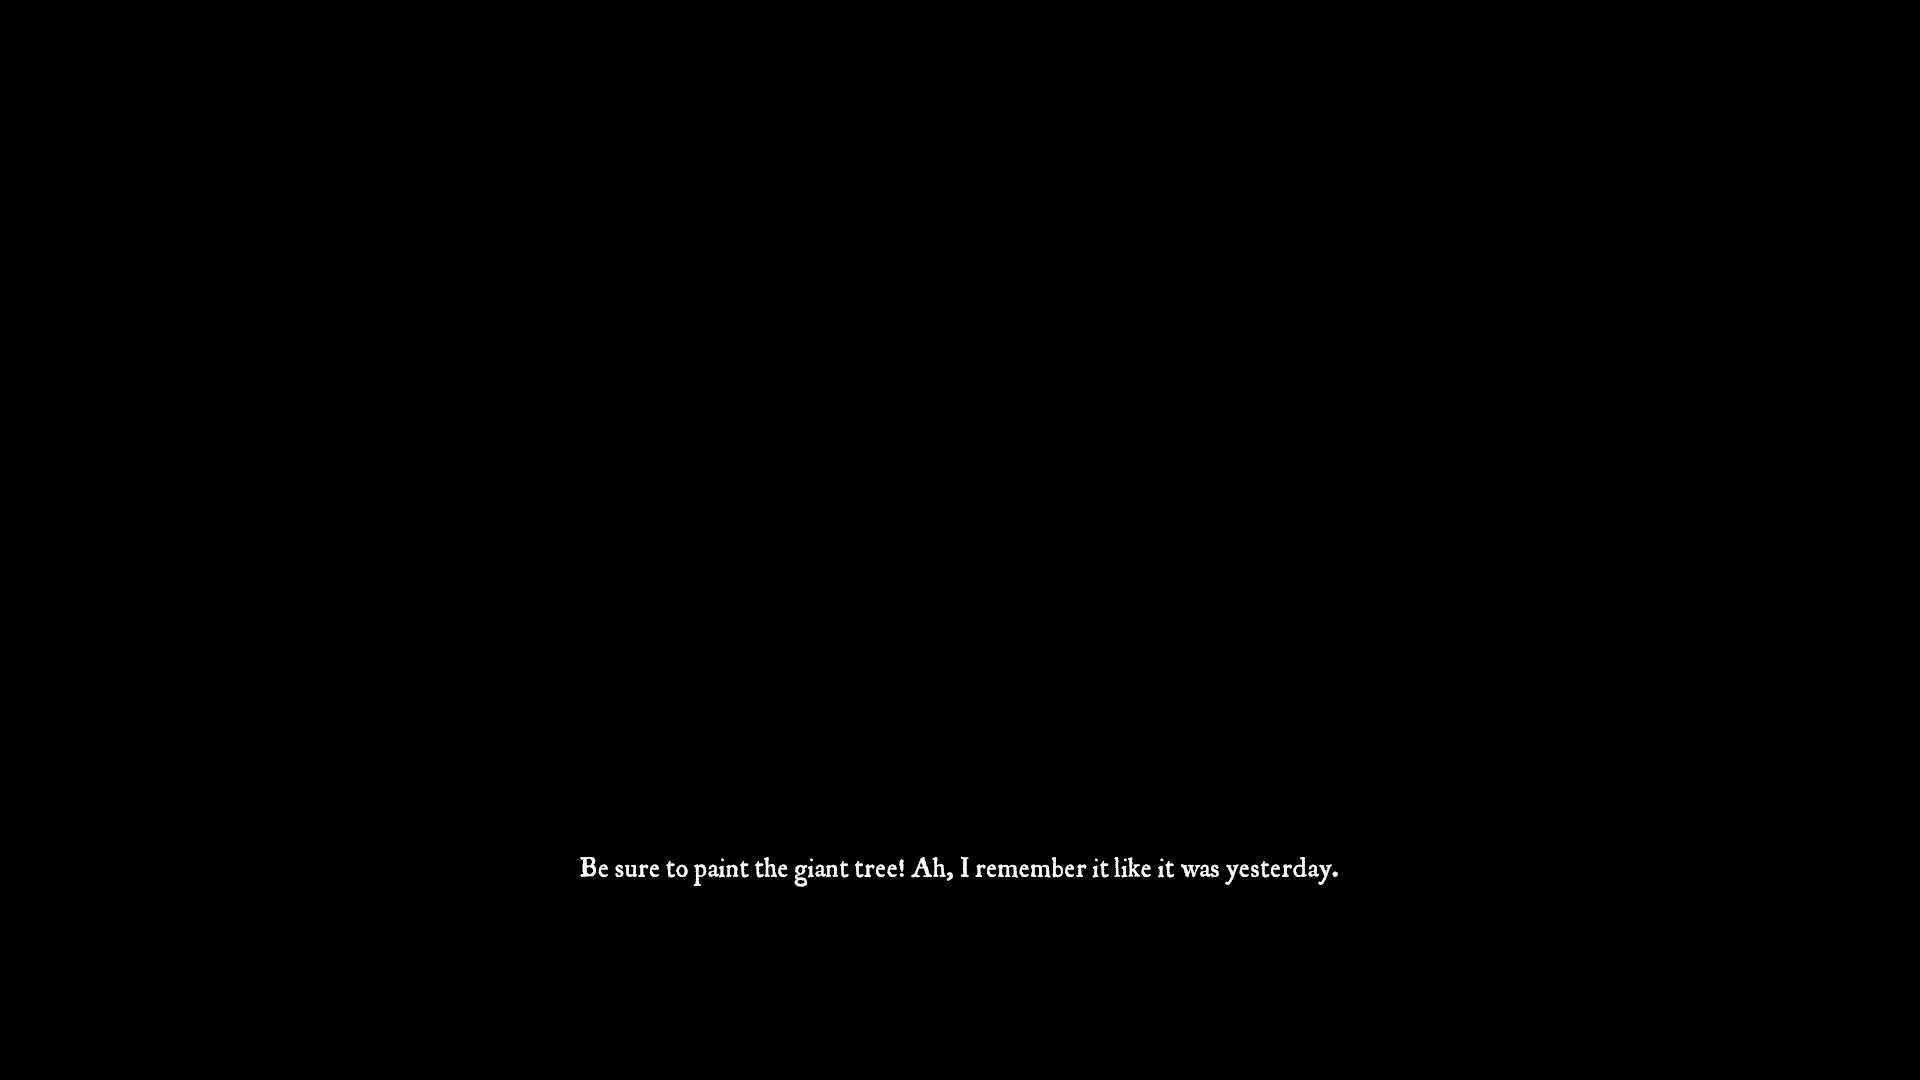 Be sure to paint the giant tree! Ah, I remember it like it was yesterday.